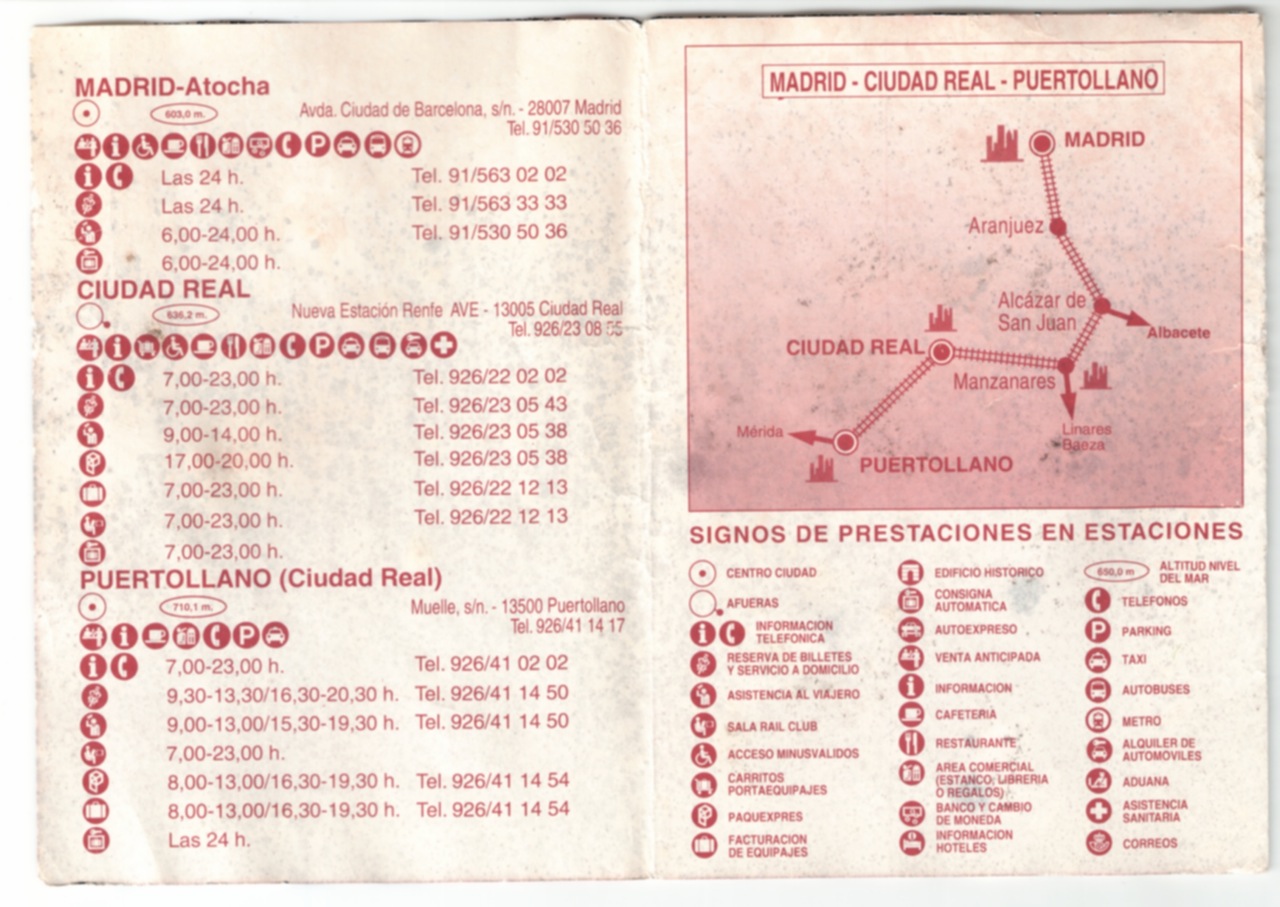 MADRID-Atocha
603,0 m.
Avda. Ciudad de Barcelona, s/n. - 28007 Madrid
Tel. 91/530 50 36
Las 24 h. Tel. 91/563 02 02
Las 24 h. Tel. 91/563 33 33
6,00-24,00 h. Tel. 91/530 50 36
6,00-24,00 h.
CIUDAD REAL
636,2 m.
Nueva Estación Renfe AVE - 13005 Ciudad Real
Tel. 926/23 08
7,00-23,00 h. Tel. 926/22 02 02
7,00-23,00 h. Tel. 926/23 05 43
9,00-14,00 h. Tel. 926/23 05 38
17,00-20,00 h. Tel. 926/23 05 38
7,00-23,00 h. Tel. 926/22 12 13
7,00-23,00 h. Tel. 926/22 12 13
7,00-23,00 h.
PUERTOLLANO (Ciudad Real)
710,1 m.
Muelle, s/n. - 13500 Puertollano
Tel. 926/41 14 17
7,00-23,00 h. Tel. 926/41 02 02
9,30-13,30/16,30-20,30 h. Tel. 926/41 14 50
9,00-13,00/15,30-19,30 h. Tel. 926/41 14 50
7,00-23,00 h.
8,00-13,00/16,30-19,30 h. Tel. 926/41 14 54
8,00-13,00/16,30-19,30 h. Tel. 926/41 14 54
Las 24 h.
MADRID - CIUDAD REAL - PUERTOLLANO
MADRID
Aranjuez
Alcázar de
San Juan
Albacete
CIUDAD REAL
Manzanares
Linares
Baeza
Mérida
PUERTOLLANO
SIGNOS DE PRESTACIONES EN ESTACIONES
CENTRO CIUDAD
AFUERAS
INFORMACION
TELEFONICA
RESERVA DE BILLETES
Y SERVICIO A DOMICILIO
ASISTENCIA AL VIAJERO
SALA RAIL CLUB
ACCESO MINUSVALIDOS
CARRITOS
PORTAEQUIPAJES
PAQUEXPRES
FACTURACION
DE EQUIPAJES
EDIFICIO HISTORICO
CONSIGNA
AUTOMATICA
AUTOEXPRESO
VENTA ANTICIPADA
INFORMACION
CAFETERIA
RESTAURANTE
AREA COMERCIAL
(ESTANCO, LIBRERIA
O REGALOS)
BANCO Y CAMBIO
DE MONEDA
INFORMACION
HOTELES
650,0 m
ALTITUD NIVEL
DEL MAR
TELEFONOS
PARKING
TAXI
AUTOBUSES
METRO
ALQUILER DE
AUTOMOVILES
ADUANA
ASISTENCIA
SANITARIA
CORREOS